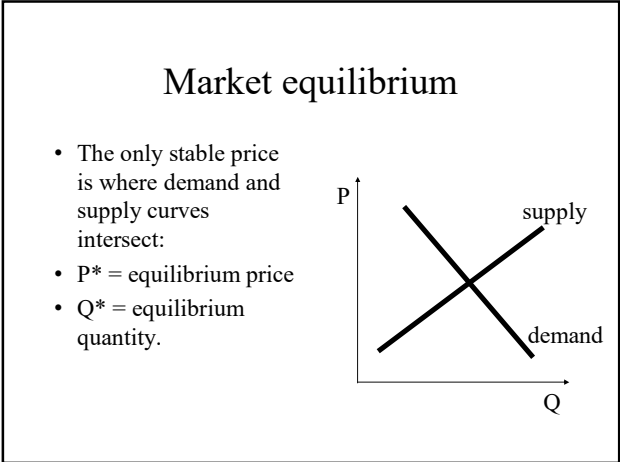 Market equilibrium
• The only stable price
is where demand and
supply curves
intersect:
• P* = equilibrium price
• Q* = equilibrium
quantity.
P
supply
demand
Q